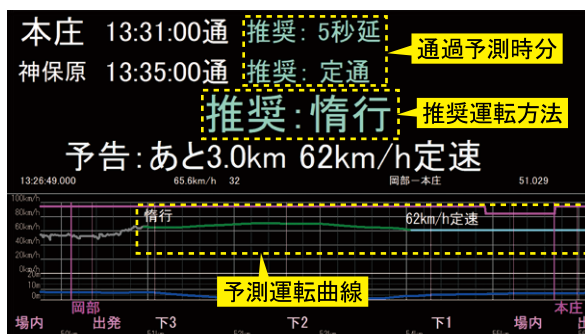 本庄 13:31:00通 推奨: 5秒延
通過予測時分
神保原 13:35:00通 推奨: 定通
推奨:惰行
推奨運転方法
予告:あと3.0km 62km/h定速
13:26:49.000 65.6km/h 32 岡部－本庄 51.029
100km/h
80km/h
60km/h
40km/h
20km/h
0km/h
惰行
62km/h定速
20m
10m
0m
予測運転曲線
岡部 本庄
場内 出発 下3 下2 下1 場内